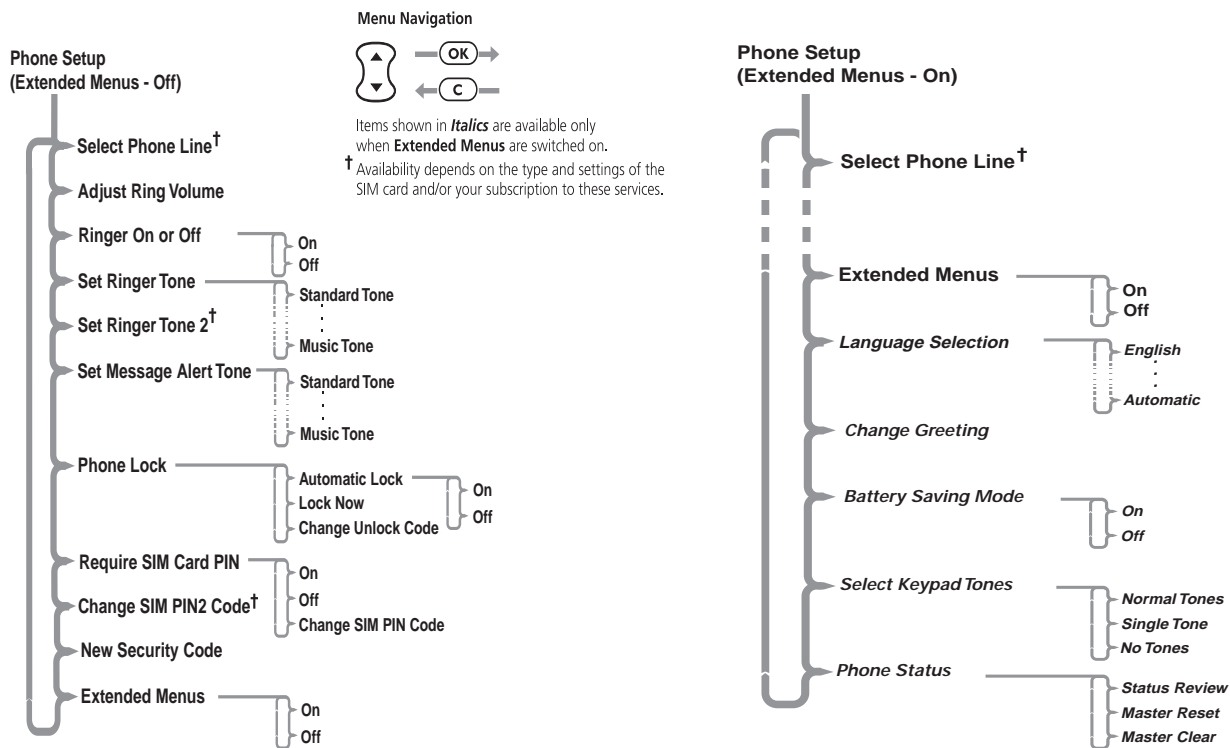 Menu Navigation
OK
C
Items shown in Italics are available only
when Extended Menus are switched on.
† Availability depends on the type and settings of the
SIM card and/or your subscription to these services.
Phone Setup
(Extended Menus - Off)
Select Phone Line†
Adjust Ring Volume
Ringer On or Off
On
Off
Set Ringer Tone
Standard Tone
Music Tone
Set Ringer Tone 2†
Set Message Alert Tone
Standard Tone
Music Tone
Phone Lock
Automatic Lock
On
Off
Lock Now
Change Unlock Code
Require SIM Card PIN
On
Off
Change SIM PIN Code
Change SIM PIN2 Code†
New Security Code
Extended Menus
On
Off
Phone Setup
(Extended Menus - On)
Select Phone Line†
Extended Menus
On
Off
Language Selection
English
Automatic
Change Greeting
Battery Saving Mode
On
Off
Select Keypad Tones
Normal Tones
Single Tone
No Tones
Phone Status
Status Review
Master Reset
Master Clear